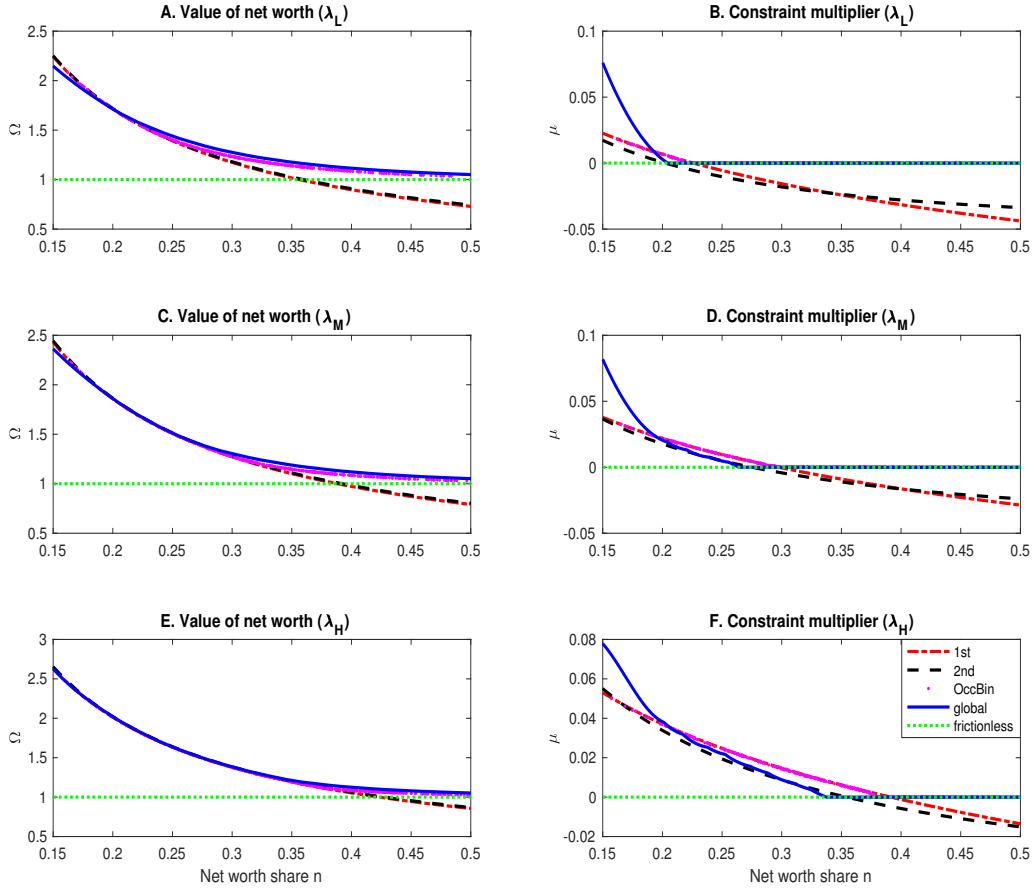 A. Value of net worth (λ_L)
2.5
2
1.5
1
0.5
Ω
0.15 0.2 0.25 0.3 0.35 0.4 0.45 0.5
B. Constraint multiplier (λ_L)
0.1
0.05
0
-0.05
μ
0.15 0.2 0.25 0.3 0.35 0.4 0.45 0.5
C. Value of net worth (λ_M)
2.5
2
1.5
1
0.5
Ω
0.15 0.2 0.25 0.3 0.35 0.4 0.45 0.5
D. Constraint multiplier (λ_M)
0.1
0.05
0
-0.05
μ
0.15 0.2 0.25 0.3 0.35 0.4 0.45 0.5
E. Value of net worth (λ_H)
3
2.5
2
1.5
1
0.5
Ω
0.15 0.2 0.25 0.3 0.35 0.4 0.45 0.5
Net worth share n
F. Constraint multiplier (λ_H)
0.08
0.06
0.04
0.02
0
-0.02
μ
1st
2nd
OccBin
global
frictionless
0.15 0.2 0.25 0.3 0.35 0.4 0.45 0.5
Net worth share n